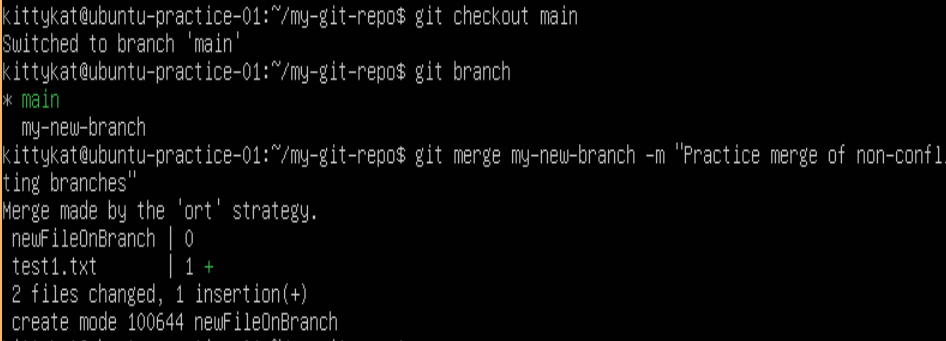 kittykat@ubuntu-practice-01:~/my-git-repo$ git checkout main
Switched to branch 'main'
kittykat@ubuntu-practice-01:~/my-git-repo$ git branch
* main
my-new-branch
kittykat@ubuntu-practice-01:~/my-git-repo$ git merge my-new-branch -m "Practice merge of non-confl
ting branches"
Merge made by the 'ort' strategy.
newFileOnBranch | 0
test1.txt | 1 +
2 files changed, 1 insertion(+)
create mode 100644 newFileOnBranch